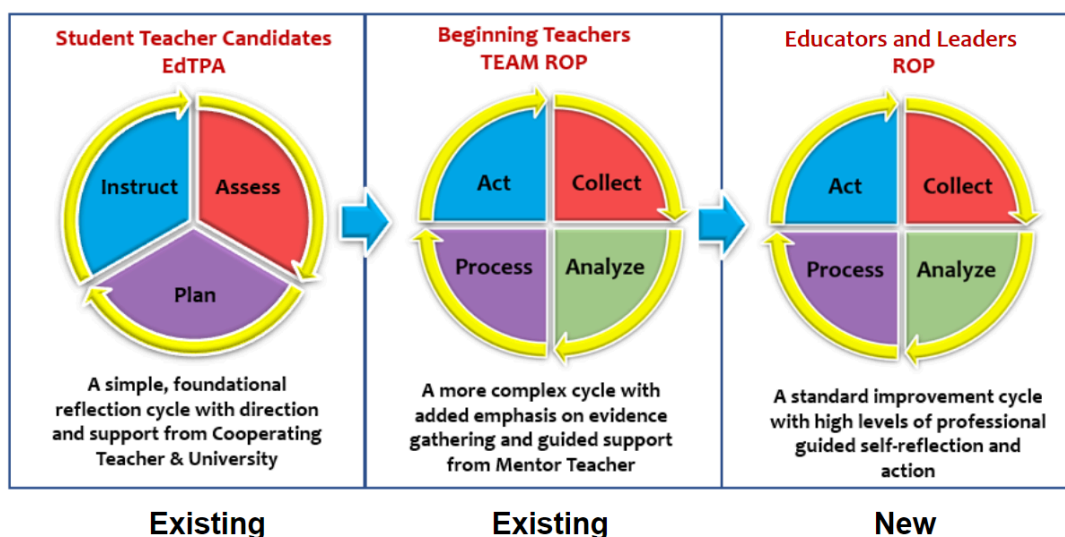 Student Teacher Candidates
EdTPA
Instruct
Assess
Plan
A simple, foundational
reflection cycle with direction
and support from Cooperating
Teacher & University
Existing
Beginning Teachers
TEAM ROP
Act
Collect
Process
Analyze
A more complex cycle with
added emphasis on evidence
gathering and guided support
from Mentor Teacher
Existing
Educators and Leaders
ROP
Act
Collect
Process
Analyze
A standard improvement cycle
with high levels of professional
guided self-reflection and
action
New